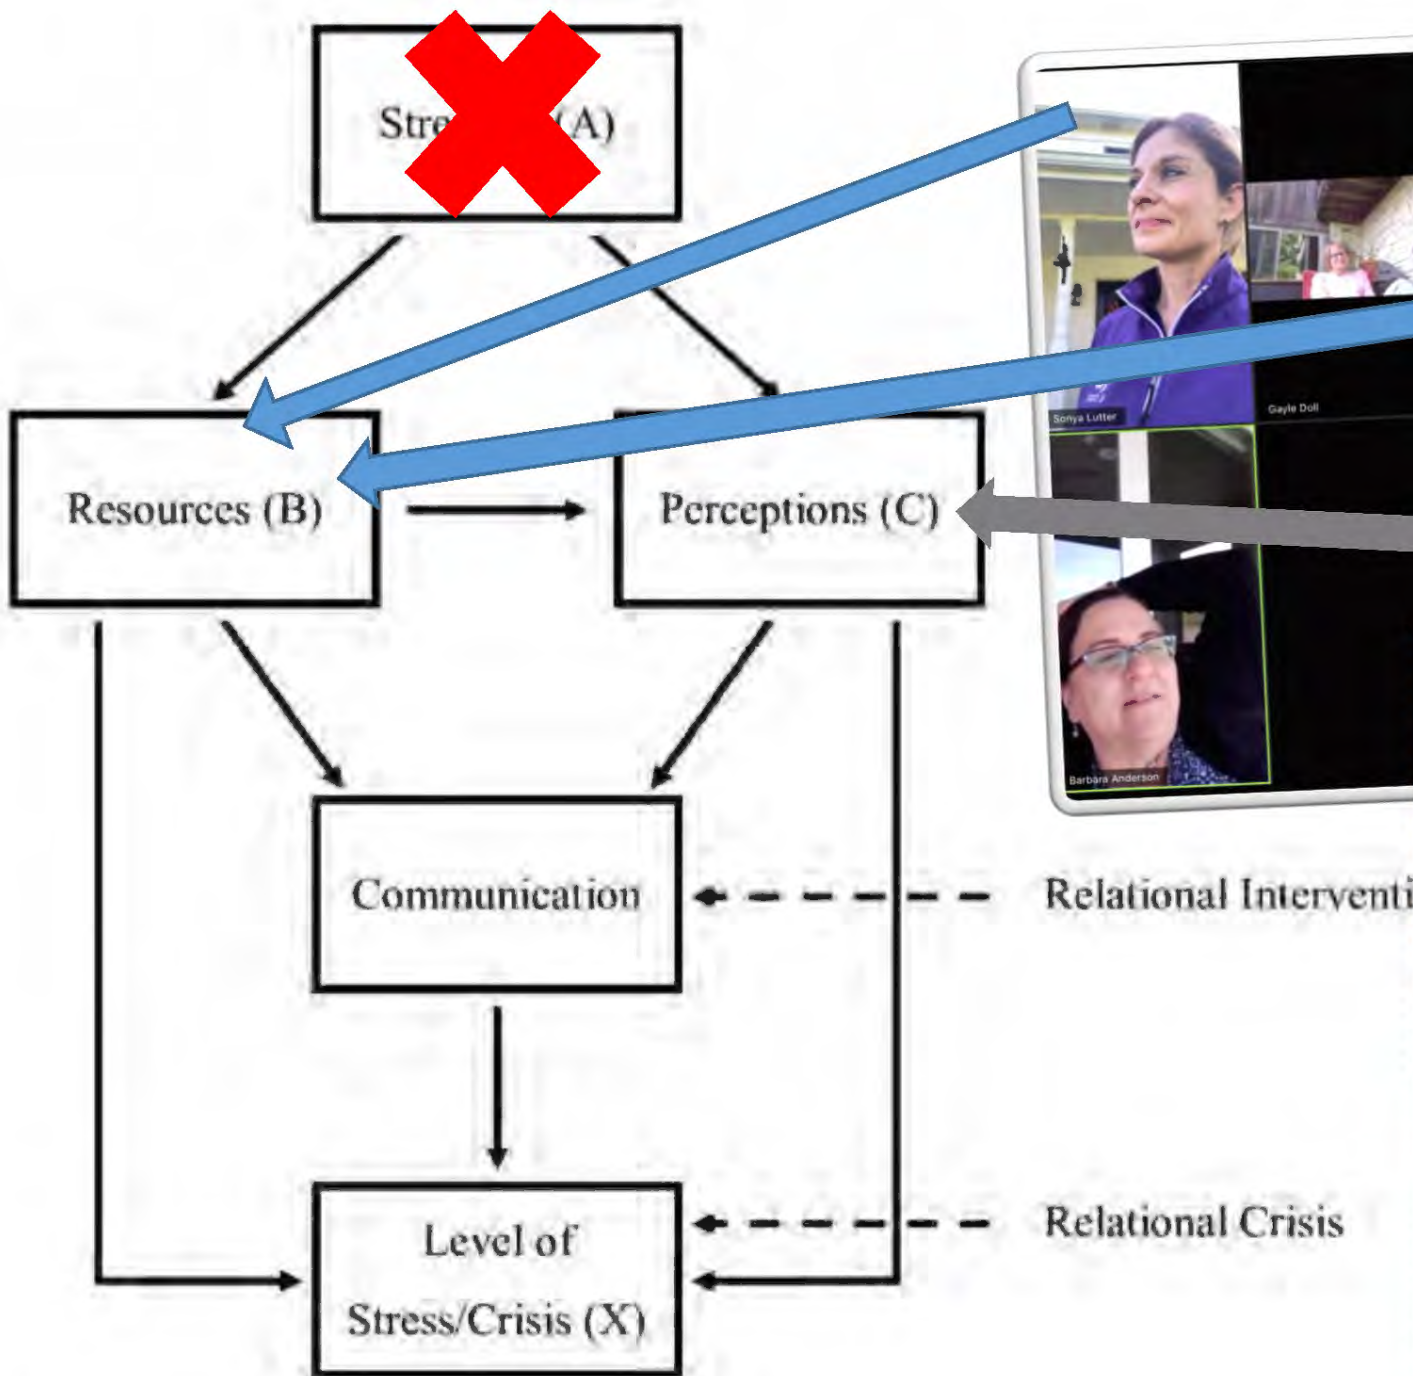 (A)
Sonya Lutter
Gayle Doll
Resources (B)
Perceptions (C)
Barbara Anderson
Communication
Relational Interventi
Level of
Stress/Crisis (X)
Relational Crisis